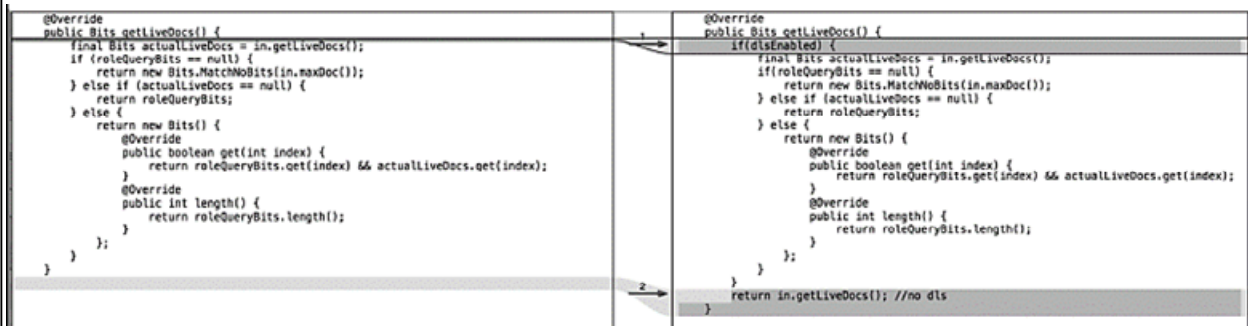 @Override
public Bits getLiveDocs() {
final Bits actualLiveDocs = in.getLiveDocs();
if (roleQueryBits == null) {
return new Bits.MatchNoBits(in.maxDoc());
} else if (actualLiveDocs == null) {
return roleQueryBits;
} else {
return new Bits() {
@Override
public boolean get(int index) {
return roleQueryBits.get(index) && actualLiveDocs.get(index);
}
@Override
public int length() {
return roleQueryBits.length();
}
};
}
}
1
2
@Override
public Bits getLiveDocs() {
if(dlsEnabled) {
final Bits actualLiveDocs = in.getLiveDocs();
if(roleQueryBits == null) {
return new Bits.MatchNoBits(in.maxDoc());
} else if (actualLiveDocs == null) {
return roleQueryBits;
} else {
return new Bits() {
@Override
public boolean get(int index) {
return roleQueryBits.get(index) && actualLiveDocs.get(index);
}
@Override
public int length() {
return roleQueryBits.length();
}
};
}
}
return in.getLiveDocs(); //no dls
}